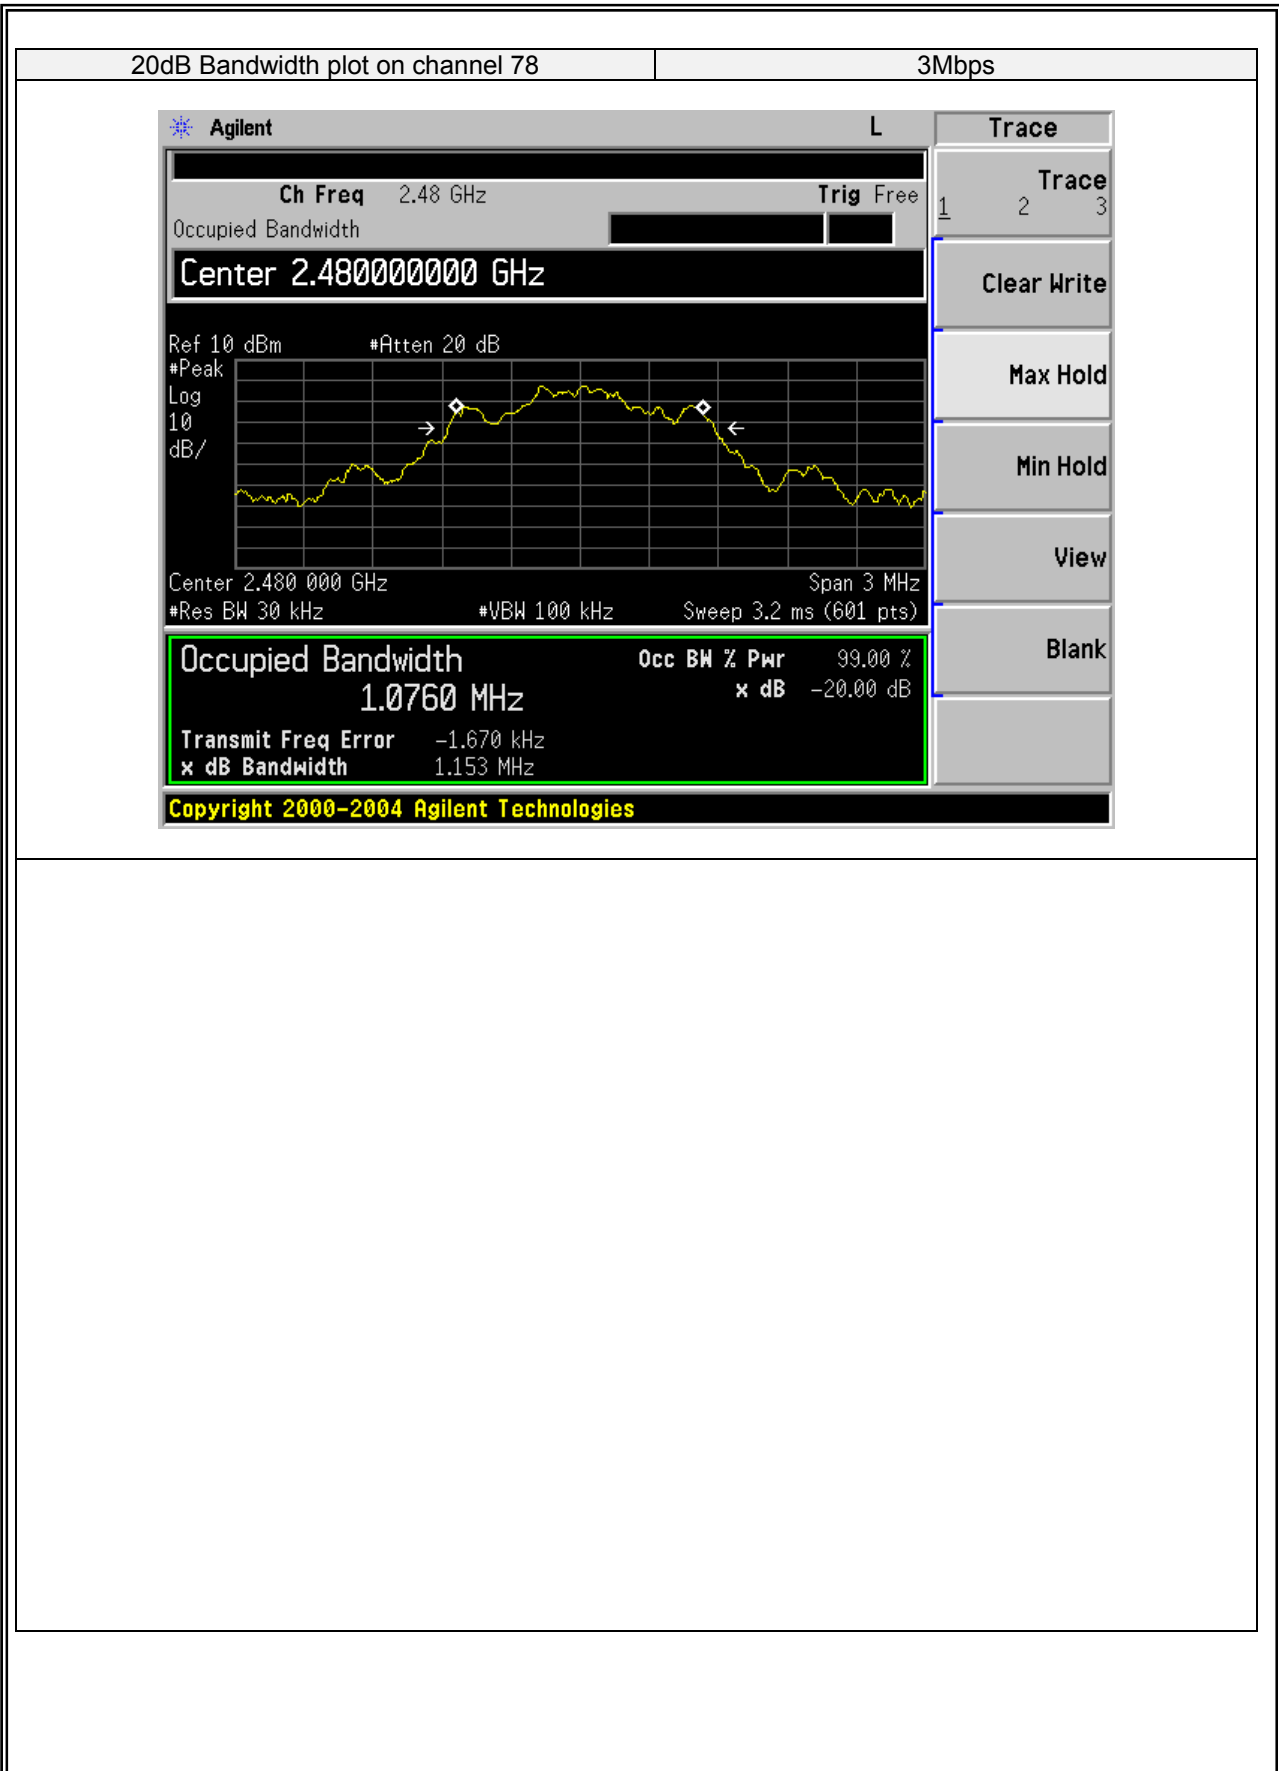 20dB Bandwidth plot on channel 78 3Mbps
Agilent L Trace
Ch Freq 2.48 GHz Trig Free
Occupied Bandwidth
Center 2.480000000 GHz
Ref 10 dBm #Atten 20 dB
#Peak
Log
10
dB/
Center 2.480 000 GHz Span 3 MHz
#Res BW 30 kHz #VBW 100 kHz Sweep 3.2 ms (601 pts)
Occupied Bandwidth Occ BW % Pwr 99.00 %
1.0760 MHz x dB -20.00 dB
Transmit Freq Error -1.670 kHz
x dB Bandwidth 1.153 MHz
Copyright 2000-2004 Agilent Technologies
Trace
1 2 3
Clear Write
Max Hold
Min Hold
View
Blank